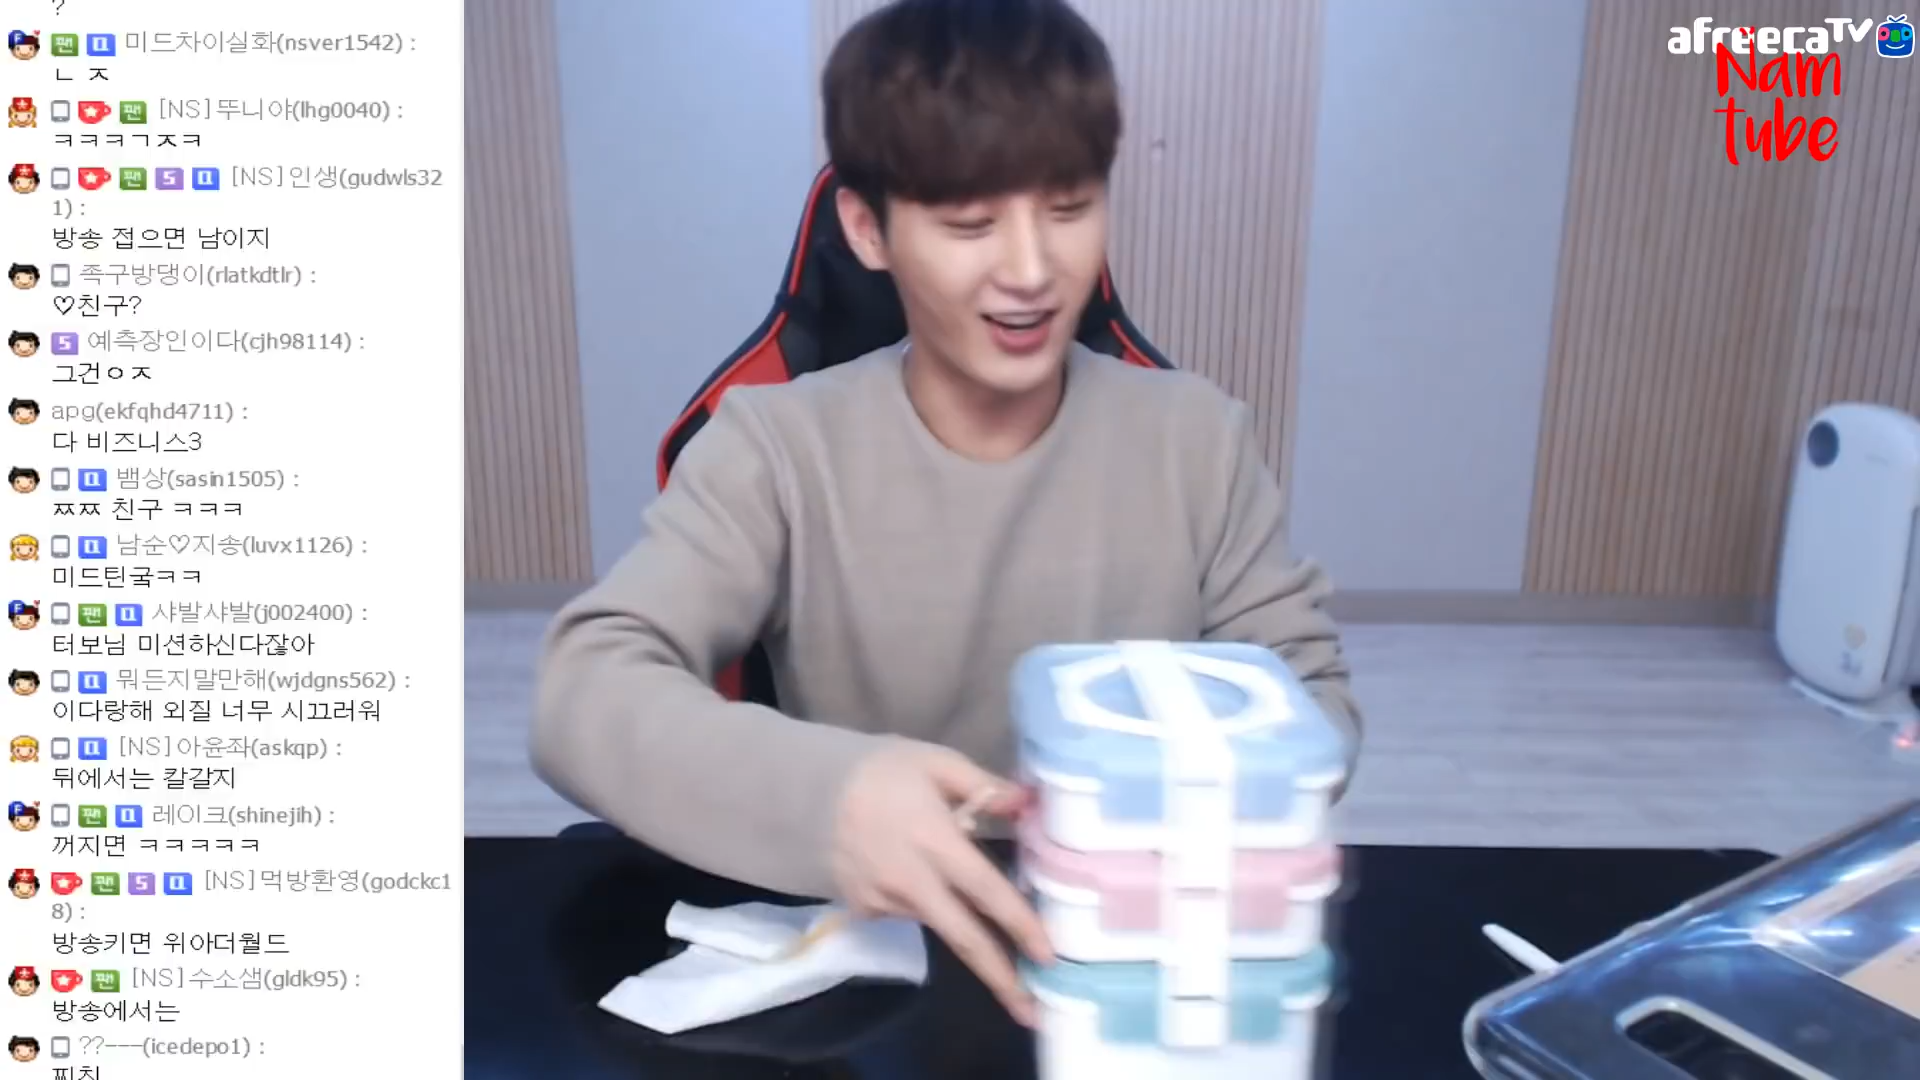 ?
팬 미드차이실화(nsver1542) :
ㄴ ㅈ
팬 [NS]뚜니야(lhg0040) :
ㅋㅋㅋㄱㅈㅋ
팬 S [NS]인생(gudwls32
1) :
방송 접으면 남이지
족구방댕이(rlatkdtlr) :
♡친구?
S 예측장인이다(cjh98114) :
그건ㅇㅈ
apg(ekfqhd4711) :
다 비즈니스3
뱀상(sasin1505) :
ㅉㅉ 친구 ㅋㅋㅋ
남순♡지송(luvx1126) :
미드틴궄ㅋㅋ
팬 샤발샤발(j002400) :
터보님 미션하신다잖아
뭐든지말만해(wjdgns562) :
이다랑해 외질 너무 시끄러워
[NS]아윤좌(askqp) :
뒤에서는 칼갈지
팬 레이크(shinejih) :
꺼지면 ㅋㅋㅋㅋㅋ
팬 S [NS]먹방환영(godckc1
8) :
방송키면 위아더월드
팬 [NS]수소샘(gldk95) :
방송에서는
??---(icedepo1) :
afreecaTV
Nam
tube